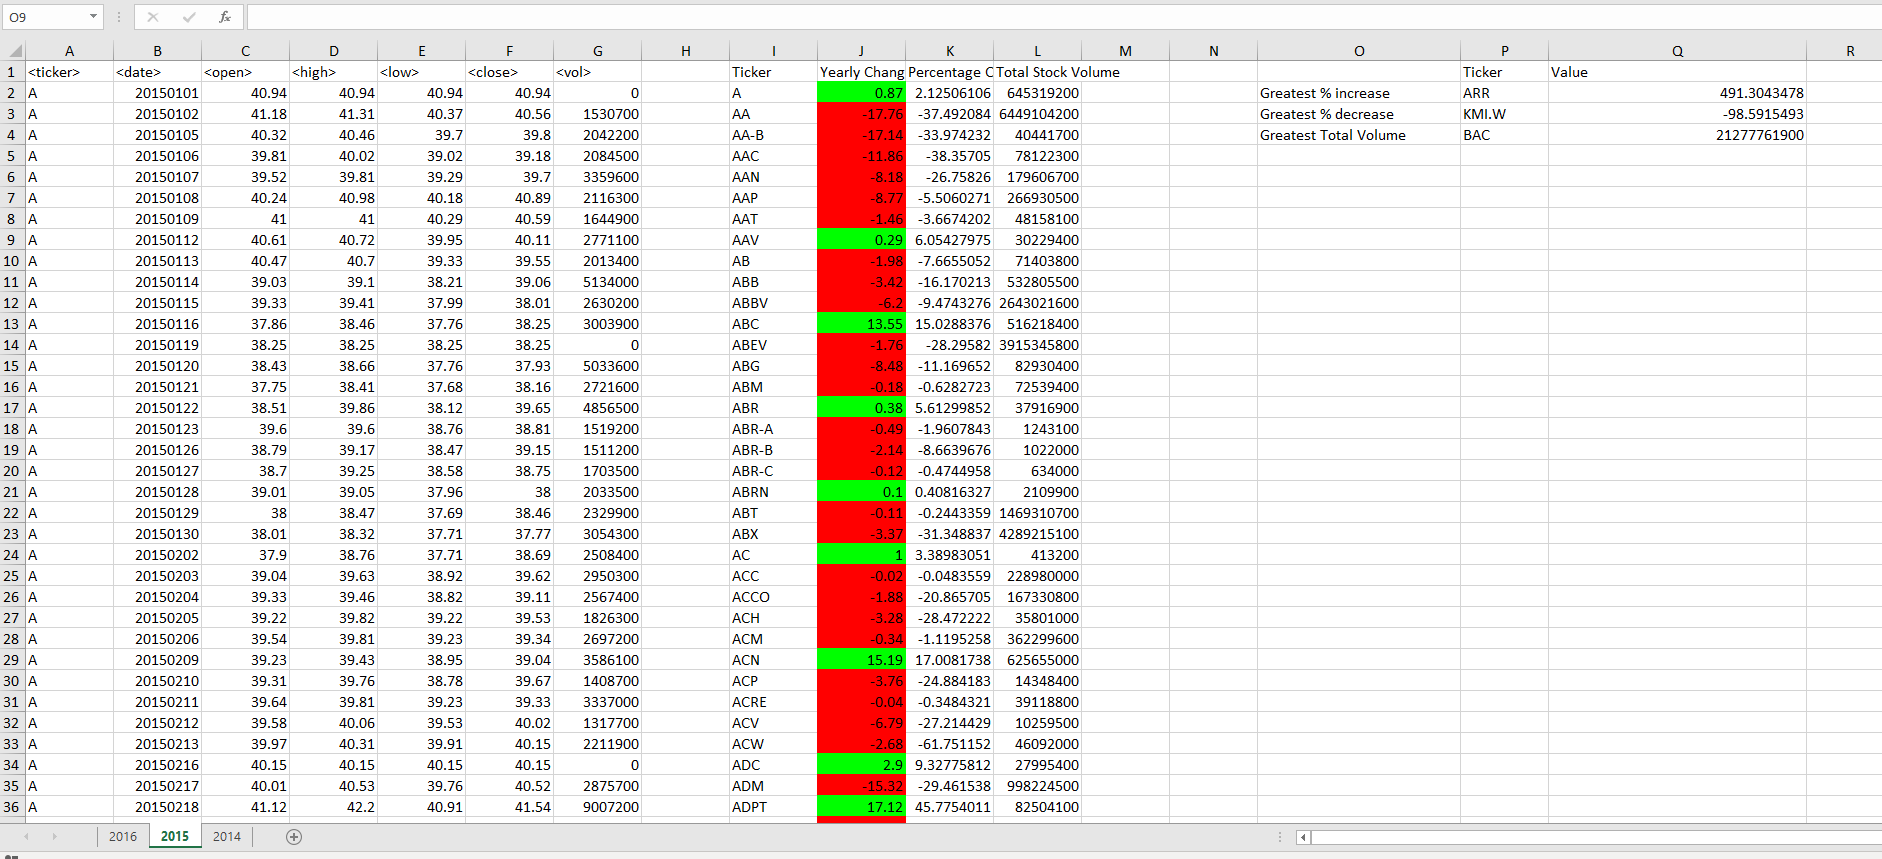 O9 fx
A B C D E F G H I J K L M N O P Q R
1 <ticker> <date> <open> <high> <low> <close> <vol> Ticker Yearly Chang Percentage C Total Stock Volume Ticker Value
2 A 20150101 40.94 40.94 40.94 40.94 0 A 0.87 2.12506106 645319200 Greatest % increase ARR 491.3043478
3 A 20150102 41.18 41.31 40.37 40.56 1530700 AA -17.76 -37.492084 6449104200 Greatest % decrease KMI.W -98.5915493
4 A 20150105 40.32 40.46 39.7 39.8 2042200 AA-B -17.14 -33.974232 40441700 Greatest Total Volume BAC 21277761900
5 A 20150106 39.81 40.02 39.02 39.18 2084500 AAC -11.86 -38.35705 78122300
6 A 20150107 39.52 39.81 39.29 39.7 3359600 AAN -8.18 -26.75826 179606700
7 A 20150108 40.24 40.98 40.18 40.89 2116300 AAP -8.77 -5.5060271 266930500
8 A 20150109 41 41 40.29 40.59 1644900 AAT -1.46 -3.6674202 48158100
9 A 20150112 40.61 40.72 39.95 40.11 2771100 AAV 0.29 6.05427975 30229400
10 A 20150113 40.47 40.7 39.33 39.55 2013400 AB -1.98 -7.6655052 71403800
11 A 20150114 39.03 39.1 38.21 39.06 5134000 ABB -3.42 -16.170213 532805500
12 A 20150115 39.33 39.41 37.99 38.01 2630200 ABBV -6.2 -9.4743276 2643021600
13 A 20150116 37.86 38.46 37.76 38.25 3003900 ABC 13.55 15.0288376 516218400
14 A 20150119 38.25 38.25 38.25 38.25 0 ABEV -1.76 -28.29582 3915345800
15 A 20150120 38.43 38.66 37.76 37.93 5033600 ABG -8.48 -11.169652 82930400
16 A 20150121 37.75 38.41 37.68 38.16 2721600 ABM -0.18 -0.6282723 72539400
17 A 20150122 38.51 39.86 38.12 39.65 4856500 ABR 0.38 5.61299852 37916900
18 A 20150123 39.6 39.6 38.76 38.81 1519200 ABR-A -0.49 -1.9607843 1243100
19 A 20150126 38.79 39.17 38.47 39.15 1511200 ABR-B -2.14 -8.6639676 1022000
20 A 20150127 38.7 39.25 38.58 38.75 1703500 ABR-C -0.12 -0.4744958 634000
21 A 20150128 39.01 39.05 37.96 38 2033500 ABRN 0.1 0.40816327 2109900
22 A 20150129 38 38.47 37.69 38.46 2329900 ABT -0.11 -0.2443359 1469310700
23 A 20150130 38.01 38.32 37.71 37.77 3054300 ABX -3.37 -31.348837 4289215100
24 A 20150202 37.9 38.76 37.71 38.69 2508400 AC 1 3.38983051 413200
25 A 20150203 39.04 39.63 38.92 39.62 2950300 ACC -0.02 -0.0483559 228980000
26 A 20150204 39.33 39.46 38.82 39.11 2567400 ACCO -1.88 -20.865705 167330800
27 A 20150205 39.22 39.82 39.22 39.53 1826300 ACH -3.28 -28.472222 35801000
28 A 20150206 39.54 39.81 39.23 39.34 2697200 ACM -0.34 -1.1195258 362299600
29 A 20150209 39.23 39.43 38.95 39.04 3586100 ACN 15.19 17.0081738 625655000
30 A 20150210 39.31 39.76 38.78 39.67 1408700 ACP -3.76 -24.884183 14348400
31 A 20150211 39.64 39.81 39.23 39.33 3337000 ACRE -0.04 -0.3484321 39118800
32 A 20150212 39.58 40.06 39.53 40.02 1317700 ACV -6.79 -27.214429 10259500
33 A 20150213 39.97 40.31 39.91 40.15 2211900 ACW -2.68 -61.751152 46092000
34 A 20150216 40.15 40.15 40.15 40.15 0 ADC 2.9 9.32775812 27995400
35 A 20150217 40.01 40.53 39.76 40.52 2875700 ADM -15.32 -29.461538 998224500
36 A 20150218 41.12 42.2 40.91 41.54 9007200 ADPT 17.12 45.7754011 82504100
2016 2015 2014